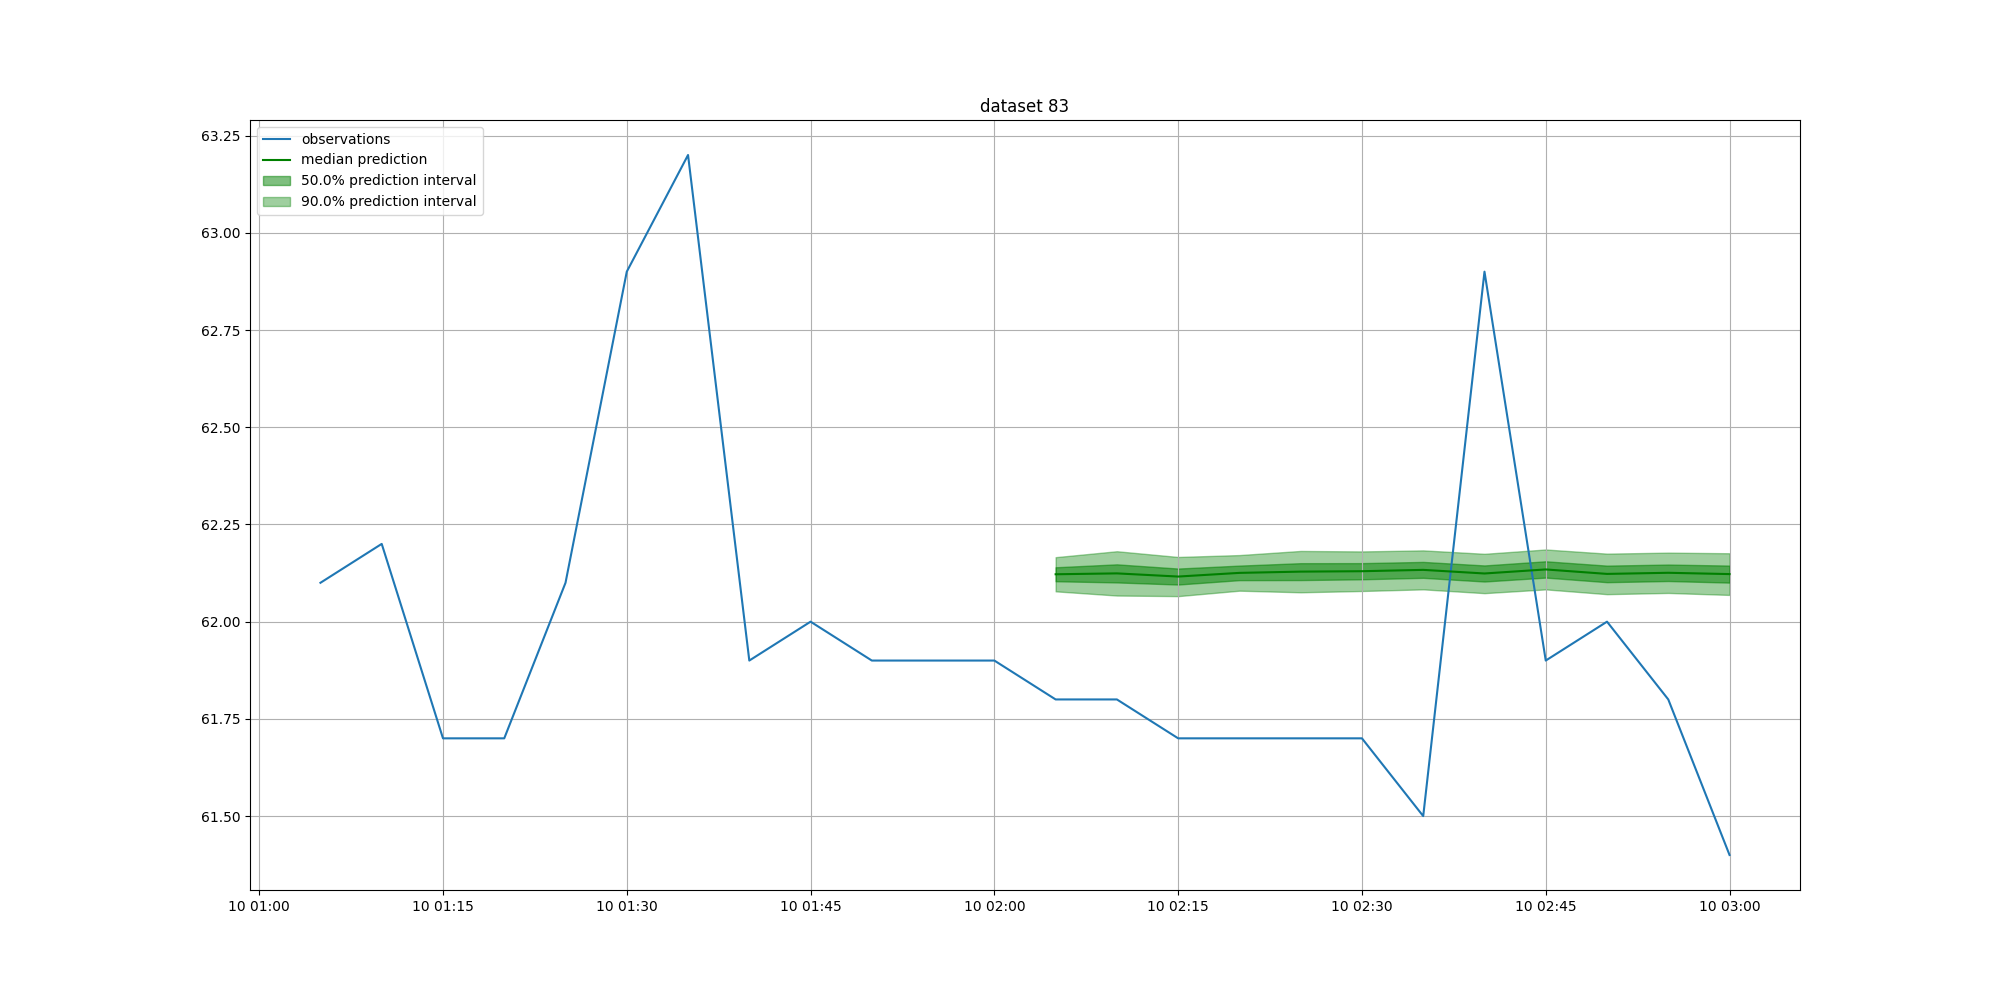 dataset 83
63.25
63.00
62.75
62.50
62.25
62.00
61.75
61.50
observations
median prediction
50.0% prediction interval
90.0% prediction interval
10 01:00 10 01:15 10 01:30 10 01:45 10 02:00 10 02:15 10 02:30 10 02:45 10 03:00